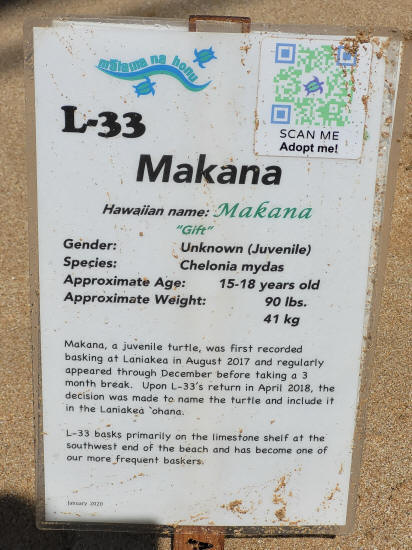 mālama na honu
SCAN ME
Adopt me!
L-33
Makana
Hawaiian name: Makana
"Gift"
Gender: Unknown (Juvenile)
Species: Chelonia mydas
Approximate Age: 15-18 years old
Approximate Weight: 90 lbs.
41 kg
Makana, a juvenile turtle, was first recorded
basking at Laniakea in August 2017 and regularly
appeared through December before taking a 3
month break. Upon L-33's return in April 2018, the
decision was made to name the turtle and include it
in the Laniakea `ohana.
L-33 basks primarily on the limestone shelf at the
southwest end of the beach and has become one of
our more frequent baskers.
January 2020